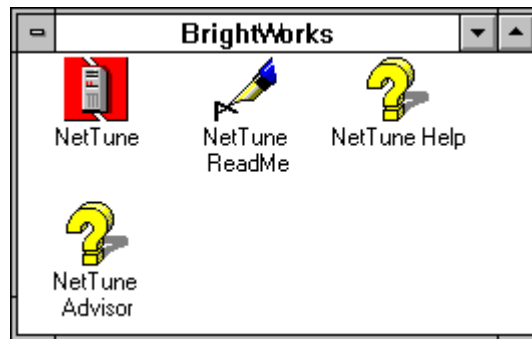 BrightWorks
NetTune
NetTune
ReadMe
NetTune Help
NetTune
Advisor